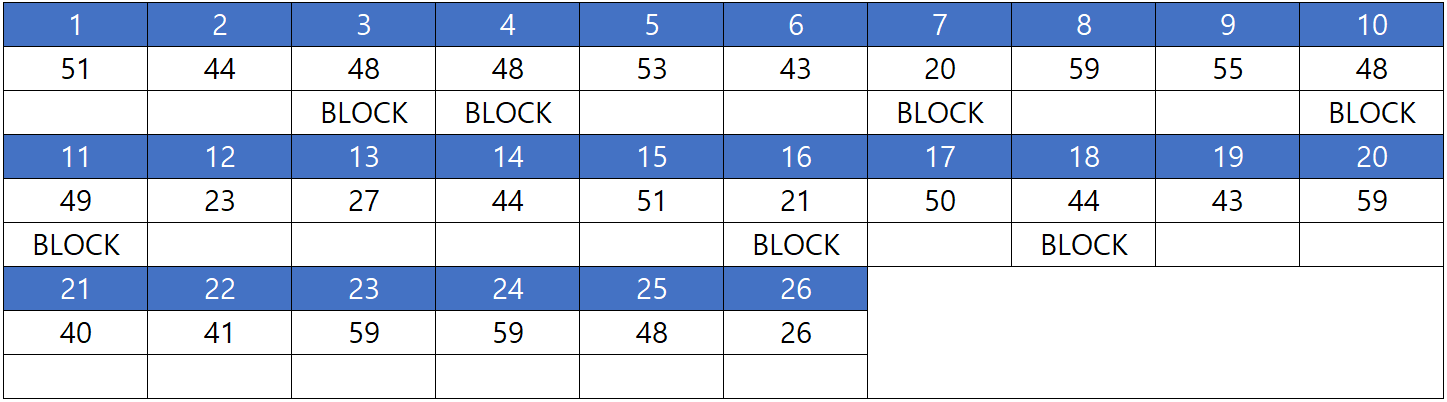 1 2 3 4 5 6 7 8 9 10
51 44 48 48 53 43 20 59 55 48
BLOCK BLOCK BLOCK BLOCK
11 12 13 14 15 16 17 18 19 20
49 23 27 44 51 21 50 44 43 59
BLOCK BLOCK BLOCK
21 22 23 24 25 26
40 41 59 59 48 26